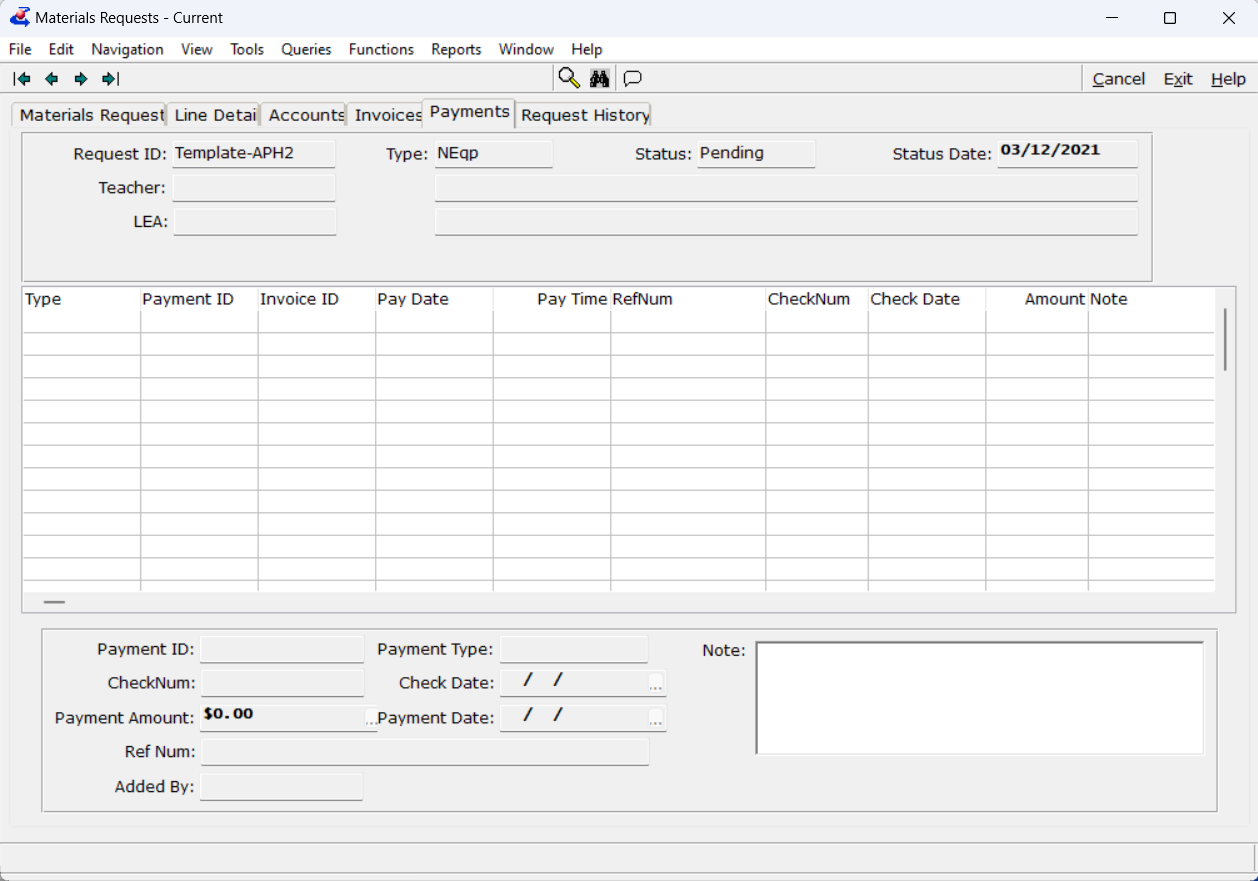 Materials Requests - Current
File Edit Navigation View Tools Queries Functions Reports Window Help
Cancel Exit Help
Materials Request Line Detai Accounts Invoices Payments Request History
Request ID: Template-APH2 Type: NEqp Status: Pending Status Date: 03/12/2021
Teacher:
LEA:
Type Payment ID Invoice ID Pay Date Pay Time RefNum CheckNum Check Date Amount Note
Payment ID: Payment Type: Note:
CheckNum: Check Date: / / ...
Payment Amount: $0.00 ... Payment Date: / / ...
Ref Num:
Added By: